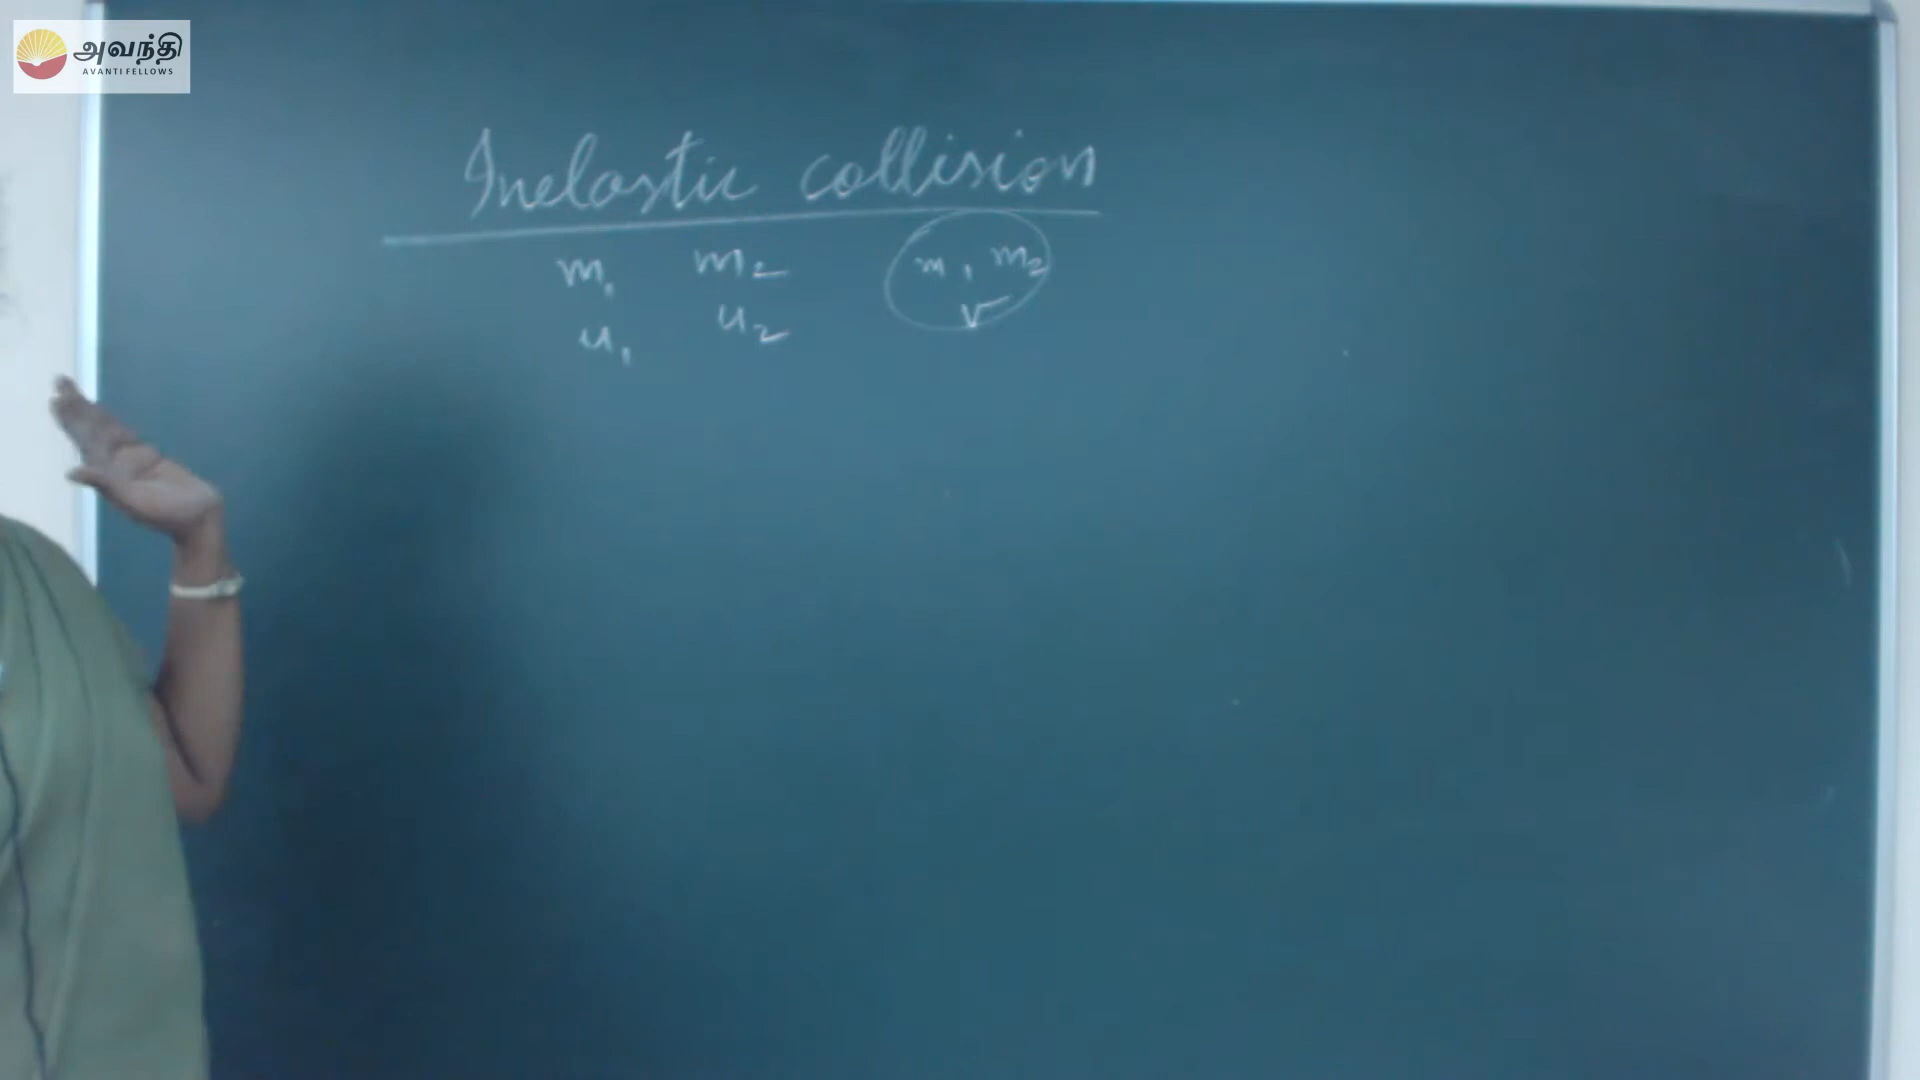 அவந்தி
AVANTI FELLOWS
Inelastic collision
m₁ m₂ m₁ m₂
u₁ u₂ v